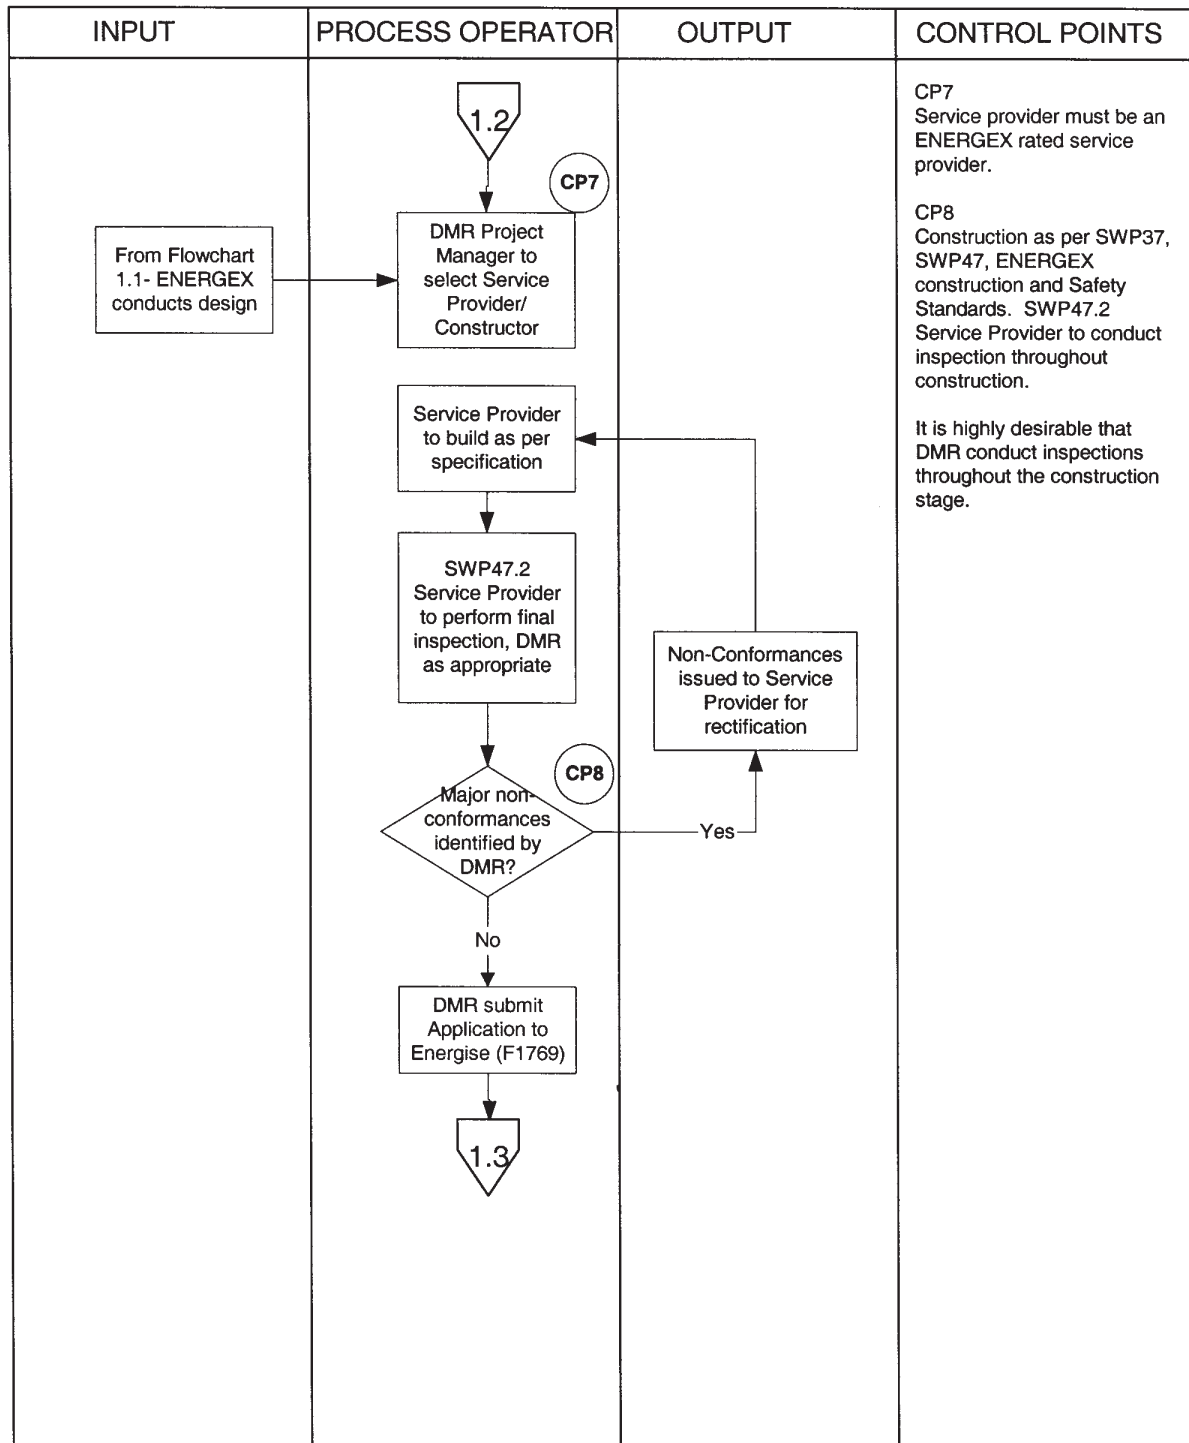 INPUT
PROCESS OPERATOR
OUTPUT
CONTROL POINTS
1.2
CP7
From Flowchart
1.1- ENERGEX
conducts design
DMR Project
Manager to
select Service
Provider/
Constructor
Service Provider
to build as per
specification
SWP47.2
Service Provider
to perform final
inspection, DMR
as appropriate
Non-Conformances
issued to Service
Provider for
rectification
CP8
Major non-
conformances
identified by
DMR?
Yes
No
DMR submit
Application to
Energise (F1769)
1.3
CP7
Service provider must be an
ENERGEX rated service
provider.
CP8
Construction as per SWP37,
SWP47, ENERGEX
construction and Safety
Standards.  SWP47.2
Service Provider to conduct
inspection throughout
construction.
It is highly desirable that
DMR conduct inspections
throughout the construction
stage.